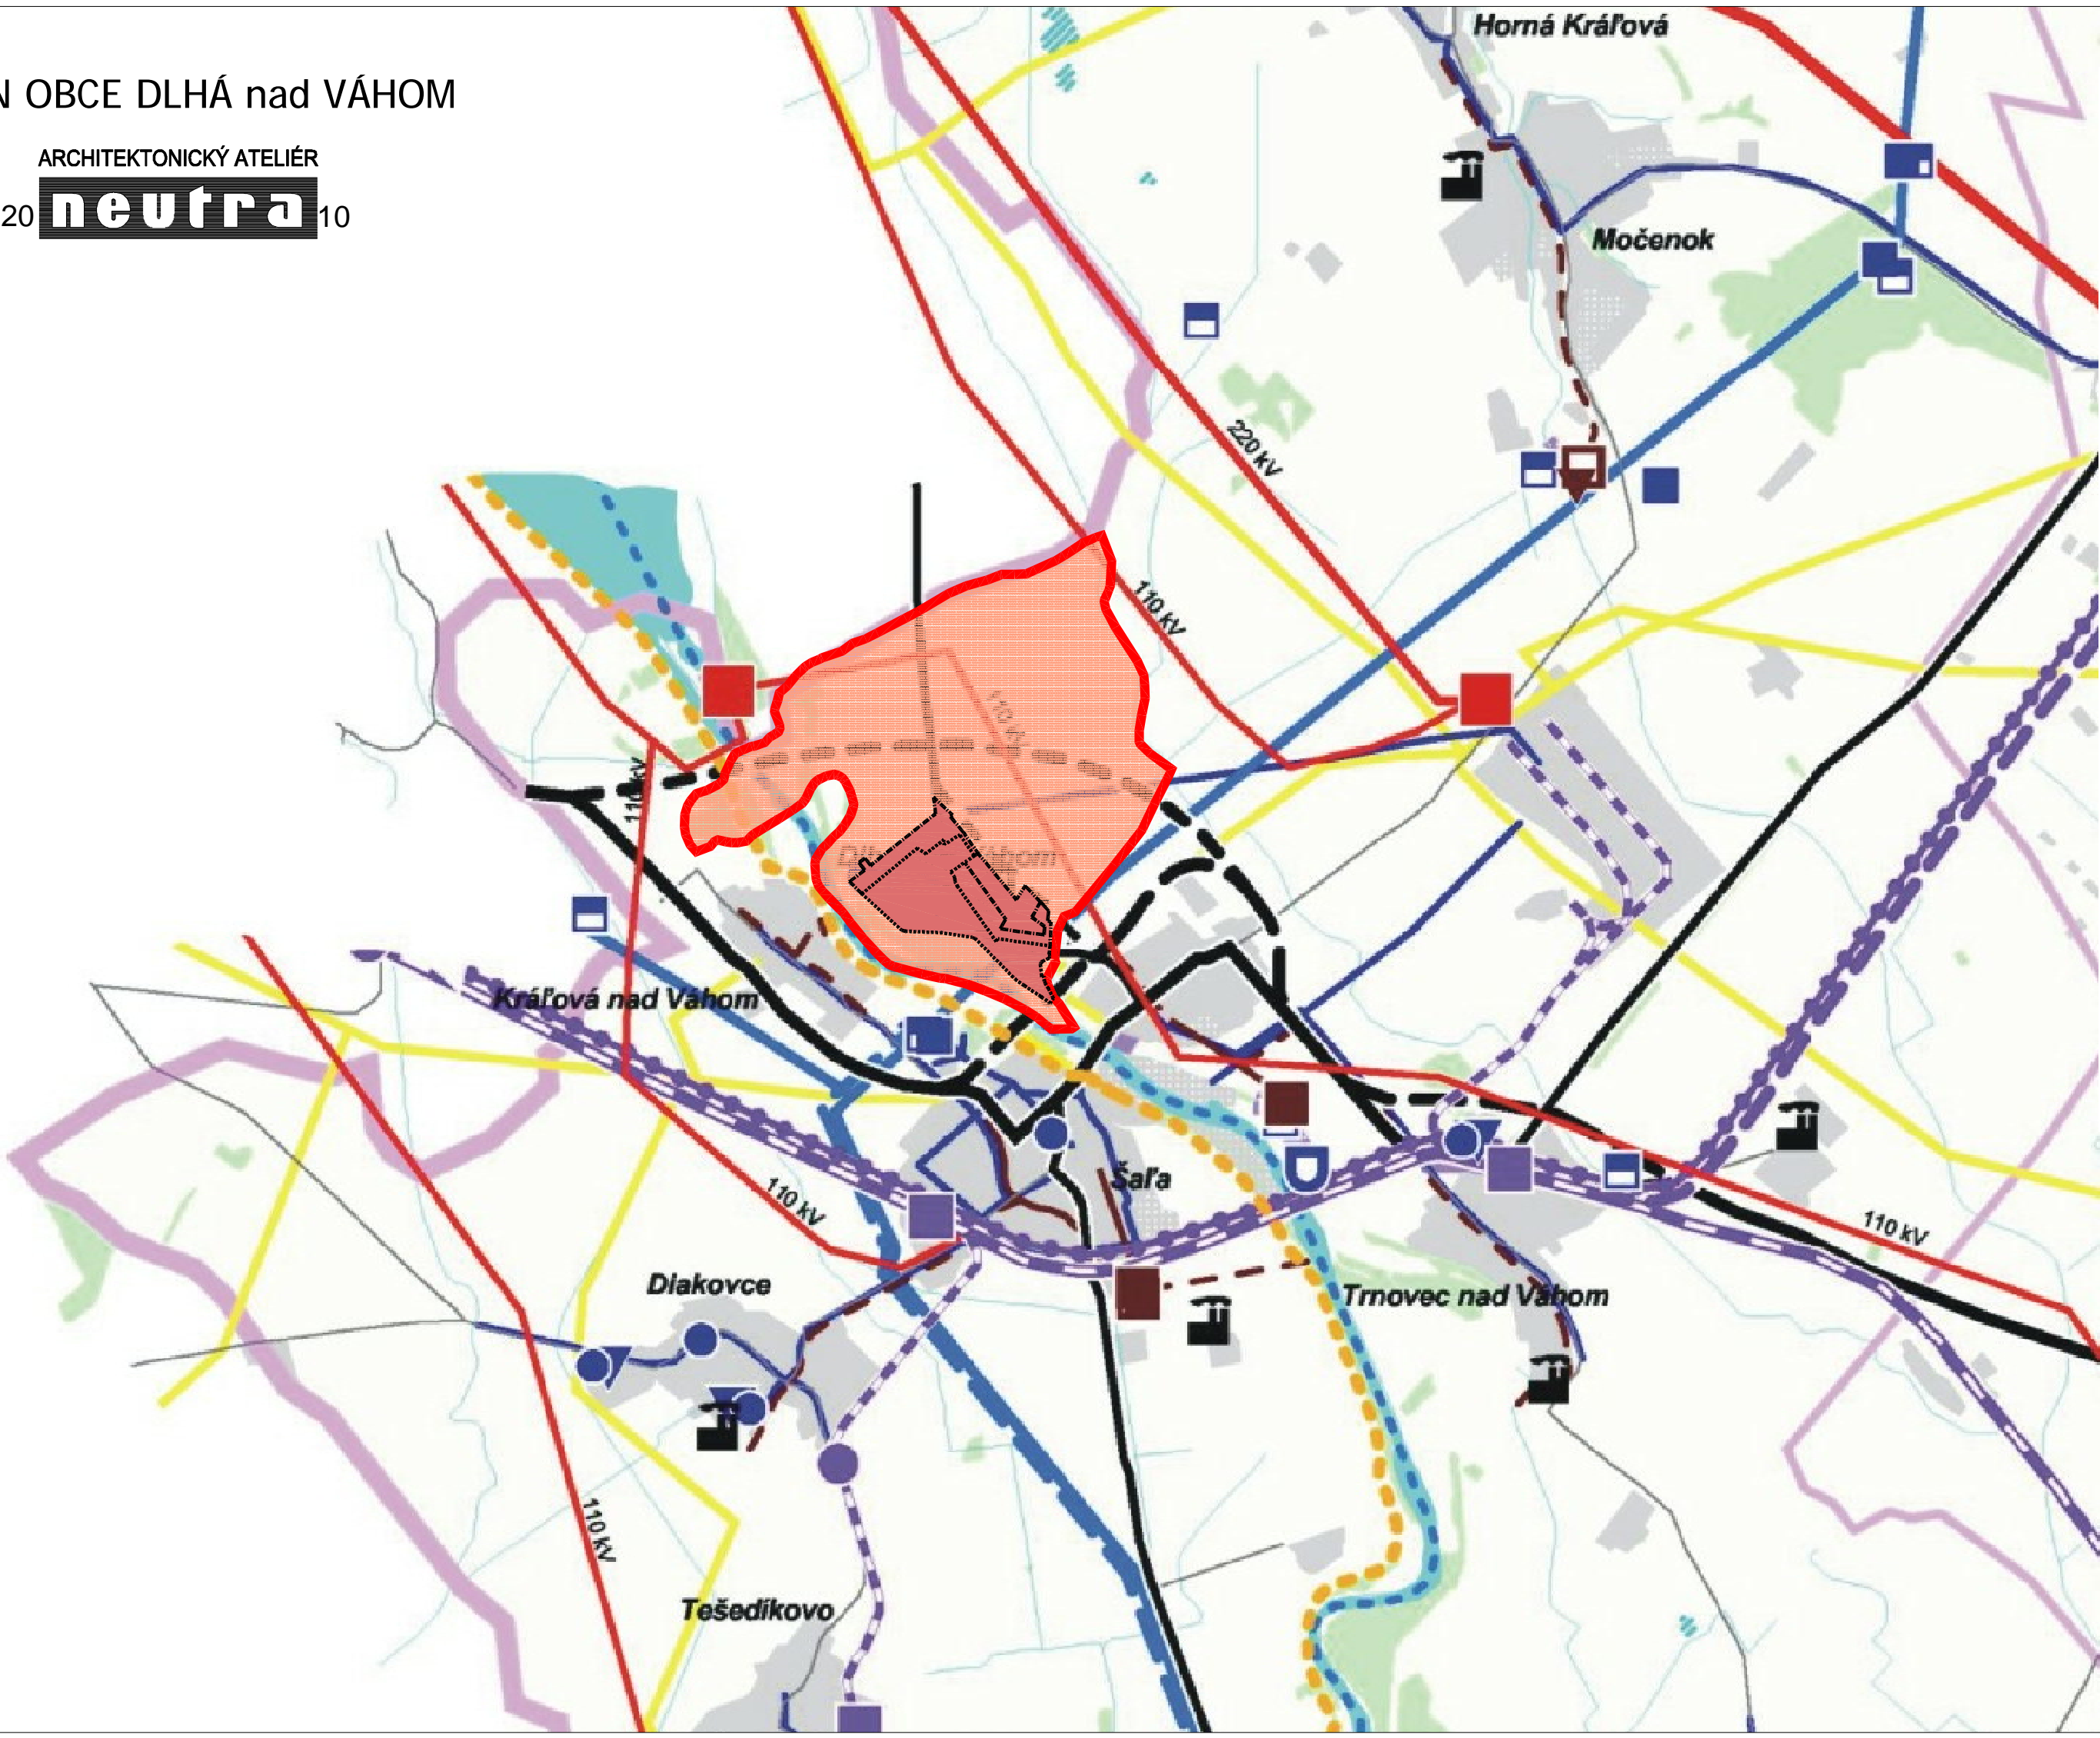 N OBCE DLHÁ nad VÁHOM
ARCHITEKTONICKÝ ATELIÉR
20 neutra 10
Horná Kráľová
Močenok
220 kV
110 kV
110 kV
110 kV
Kráľová nad Váhom
Šaľa
110 kV
110 kV
Diakovce
Trnovec nad Váhom
110 kV
Tešedíkovo